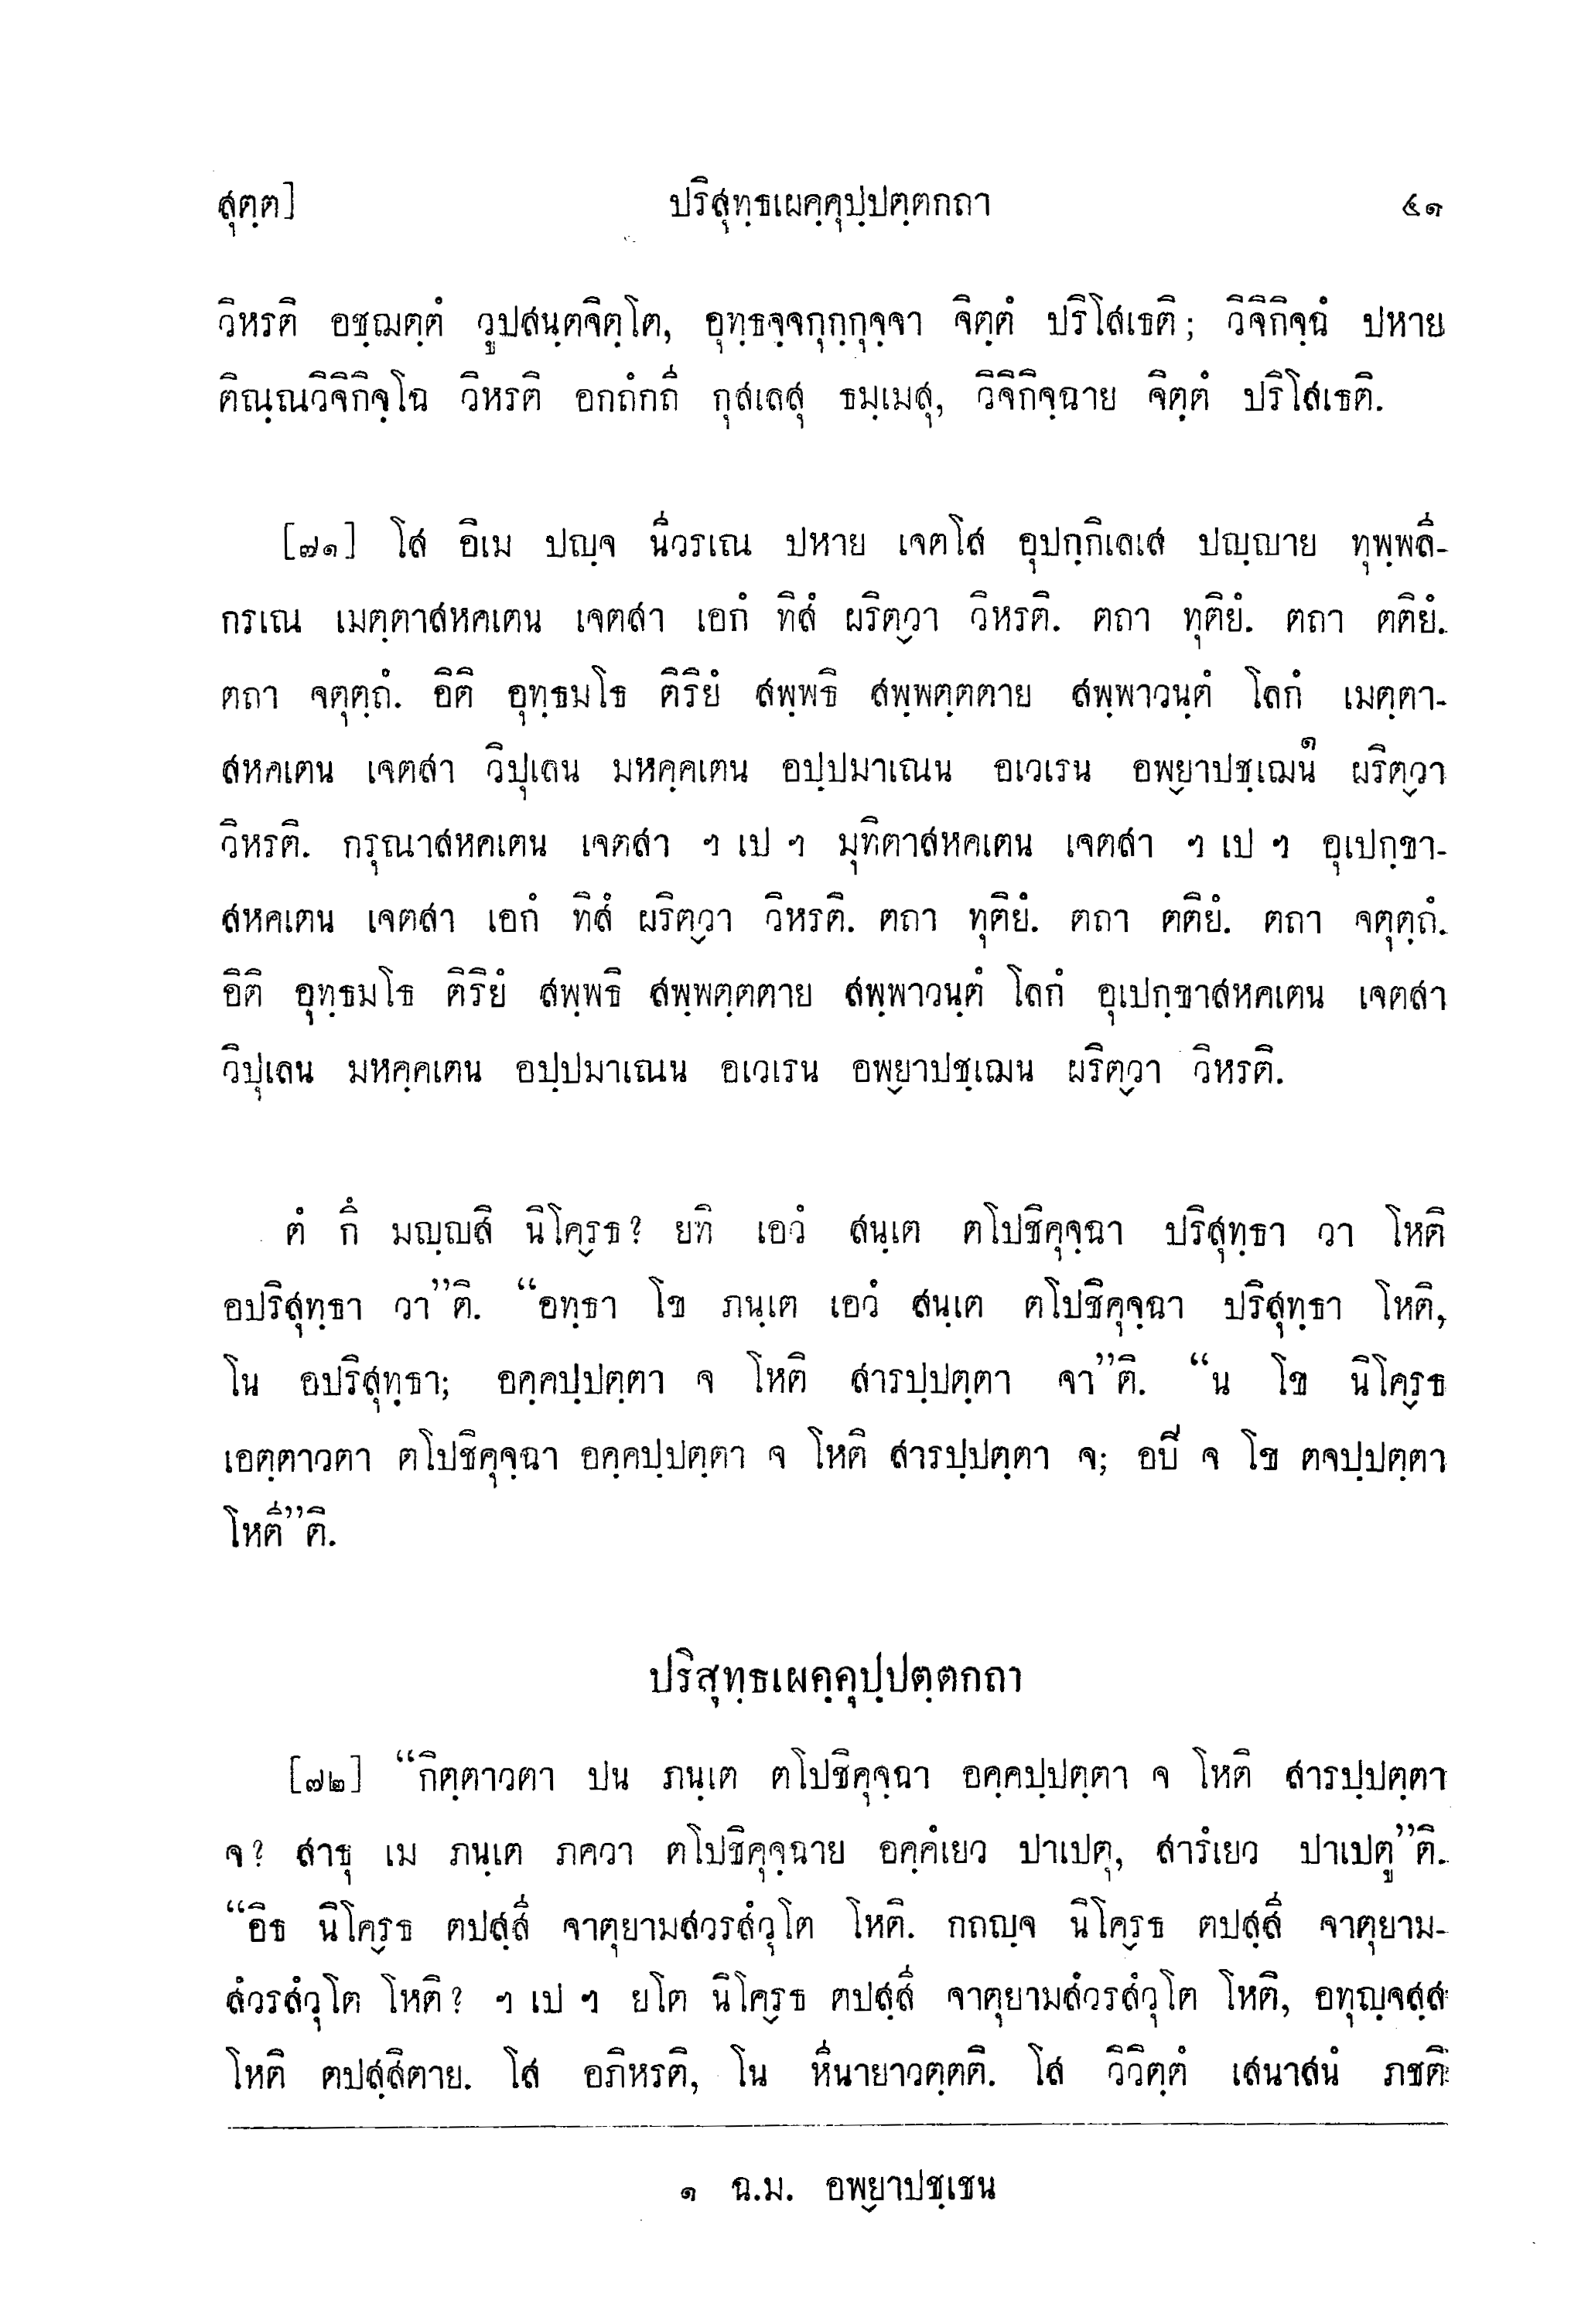 สุตฺต] ปริสุทฺธเผคฺคุปฺปตฺตกถา ๕๑
วิหรติ อชฺฌตฺตํ วูปสนฺตจิตฺโต, อุทฺธจฺจกุกฺกุจฺจา จิตฺตํ ปริโสเธติ; วิจิกิจฺฉํ ปหาย
ติณฺณวิจิกิจฺโฉ วิหรติ อกถํกถี กุสเลสุ ธมฺเมสุ, วิจิกิจฺฉาย จิตฺตํ ปริโสเธติ.
[๗๑] โส อิเม ปญฺจ นีวรเณ ปหาย เจตโส อุปกฺกิเลเส ปญฺญาย ทุพฺพลี-
กรเณ เมตฺตาสหคเตน เจตสา เอกํ ทิสํ ผริตฺวา วิหรติ. ตถา ทุติยํ. ตถา ตติยํ.
ตถา จตุตฺถํ. อิติ อุทฺธมโธ ติริยํ สพฺพธิ สพฺพตฺตตาย สพฺพาวนฺตํ โลกํ เมตฺตา-
สหคเตน เจตสา วิปุเลน มหคฺคเตน อปฺปมาเณน อเวเรน อพฺยาปชฺเฌน๑ ผริตฺวา
วิหรติ. กรุณาสหคเตน เจตสา ฯ เป ฯ มุทิตาสหคเตน เจตสา ฯ เป ฯ อุเปกฺขา-
สหคเตน เจตสา เอกํ ทิสํ ผริตฺวา วิหรติ. ตถา ทุติยํ. ตถา ตติยํ. ตถา จตุตฺถํ.
อิติ อุทฺธมโธ ติริยํ สพฺพธิ สพฺพตฺตตาย สพฺพาวนฺตํ โลกํ อุเปกฺขาสหคเตน เจตสา
วิปุเลน มหคฺคเตน อปฺปมาเณน อเวเรน อพฺยาปชฺเฌน ผริตฺวา วิหรติ.
ตํ กึ มญฺญสิ นิโคฺรธ? ยทิ เอวํ สนฺเต ตโปชิคุจฺฉา ปริสุทฺธา วา โหติ
อปริสุทฺธา วา”ติ. “อทฺธา โข ภนฺเต เอวํ สนฺเต ตโปชิคุจฺฉา ปริสุทฺธา โหติ,
โน อปริสุทฺธา; อคฺคปฺปตฺตา จ โหติ สารปฺปตฺตา จา”ติ. “น โข นิโคฺรธ
เอตฺตาวตา ตโปชิคุจฺฉา อคฺคปฺปตฺตา จ โหติ สารปฺปตฺตา จ; อปิ จ โข ตจปฺปตฺตา
โหตี”ติ.
ปริสุทฺธเผคฺคุปฺปตฺตกถา
[๗๒] “กิตฺตาวตา ปน ภนฺเต ตโปชิคุจฺฉา อคฺคปฺปตฺตา จ โหติ สารปฺปตฺตา
จ? สาธุ เม ภนฺเต ภควา ตโปชิคุจฺฉาย อคฺคํเยว ปาเปตุ, สารํเยว ปาเปตู”ติ.
“อิธ นิโคฺรธ ตปสฺสี จาตุยามสวรสํวุโต โหติ. กถญฺจ นิโคฺรธ ตปสฺสี จาตุยาม-
สํวรสํวุโต โหติ? ฯ เป ฯ ยโต นิโคฺรธ ตปสฺสี จาตุยามสํวรสํวุโต โหติ, อทุญฺจสฺส
โหติ ตปสฺสิตาย. โส อภิหรติ, โน หีนายาวตฺตติ. โส วิวิตฺตํ เสนาสนํ ภชติ
๑ ฉ.ม. อพฺยาปชฺเชน